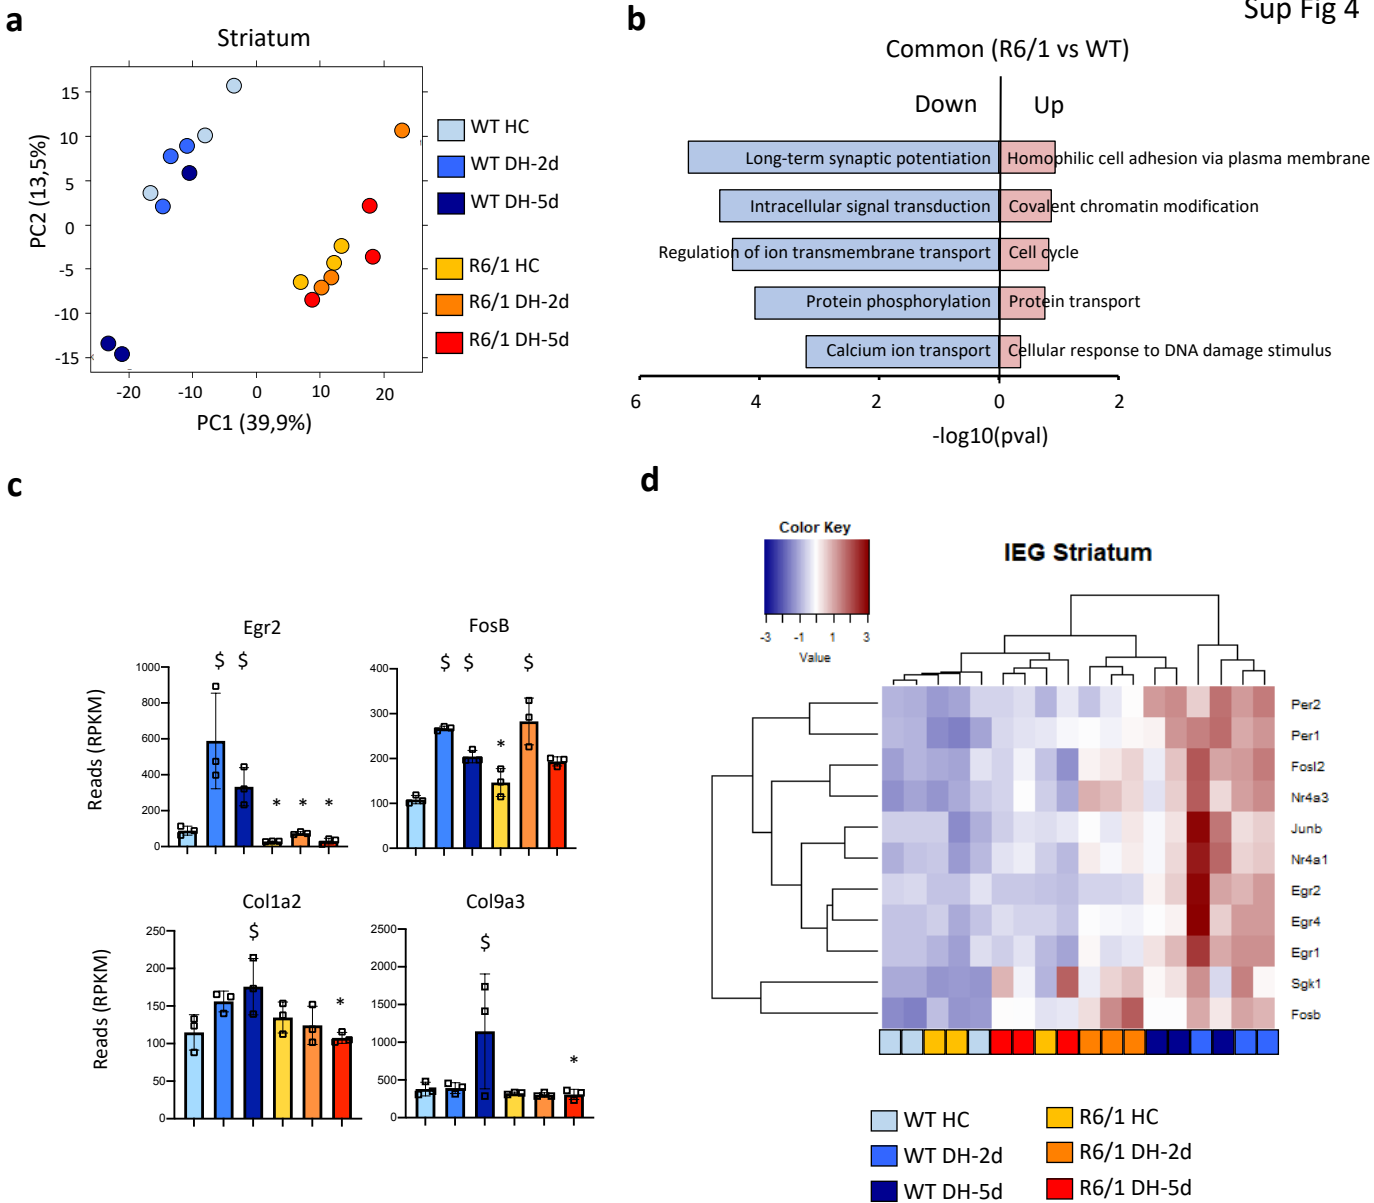 Sup Fig 4
a
Striatum
15
10
5
0
-5
-10
-15
PC2 (13,5%)
-20
-10
0
10
20
PC1 (39,9%)
WT HC
WT DH-2d
WT DH-5d
R6/1 HC
R6/1 DH-2d
R6/1 DH-5d
b
Common (R6/1 vs WT)
Down
Up
Long-term synaptic potentiation
Homophilic cell adhesion via plasma membrane
Intracellular signal transduction
Covalent chromatin modification
Regulation of ion transmembrane transport
Cell cycle
Protein phosphorylation
Protein transport
Calcium ion transport
Cellular response to DNA damage stimulus
6
4
2
0
2
-log10(pval)
c
Egr2
$ $
1000
800
600
400
200
0
Reads (RPKM)
* * *
FosB
$ $ $
400
300
200
100
0
*
Col1a2
$
250
200
150
100
50
0
Reads (RPKM)
*
Col9a3
2500
2000
1500
1000
500
0
$
*
d
Color Key
-3 -1 1 3
Value
IEG Striatum
Per2
Per1
Fosl2
Nr4a3
Junb
Nr4a1
Egr2
Egr4
Egr1
Sgk1
Fosb
WT HC
WT DH-2d
WT DH-5d
R6/1 HC
R6/1 DH-2d
R6/1 DH-5d